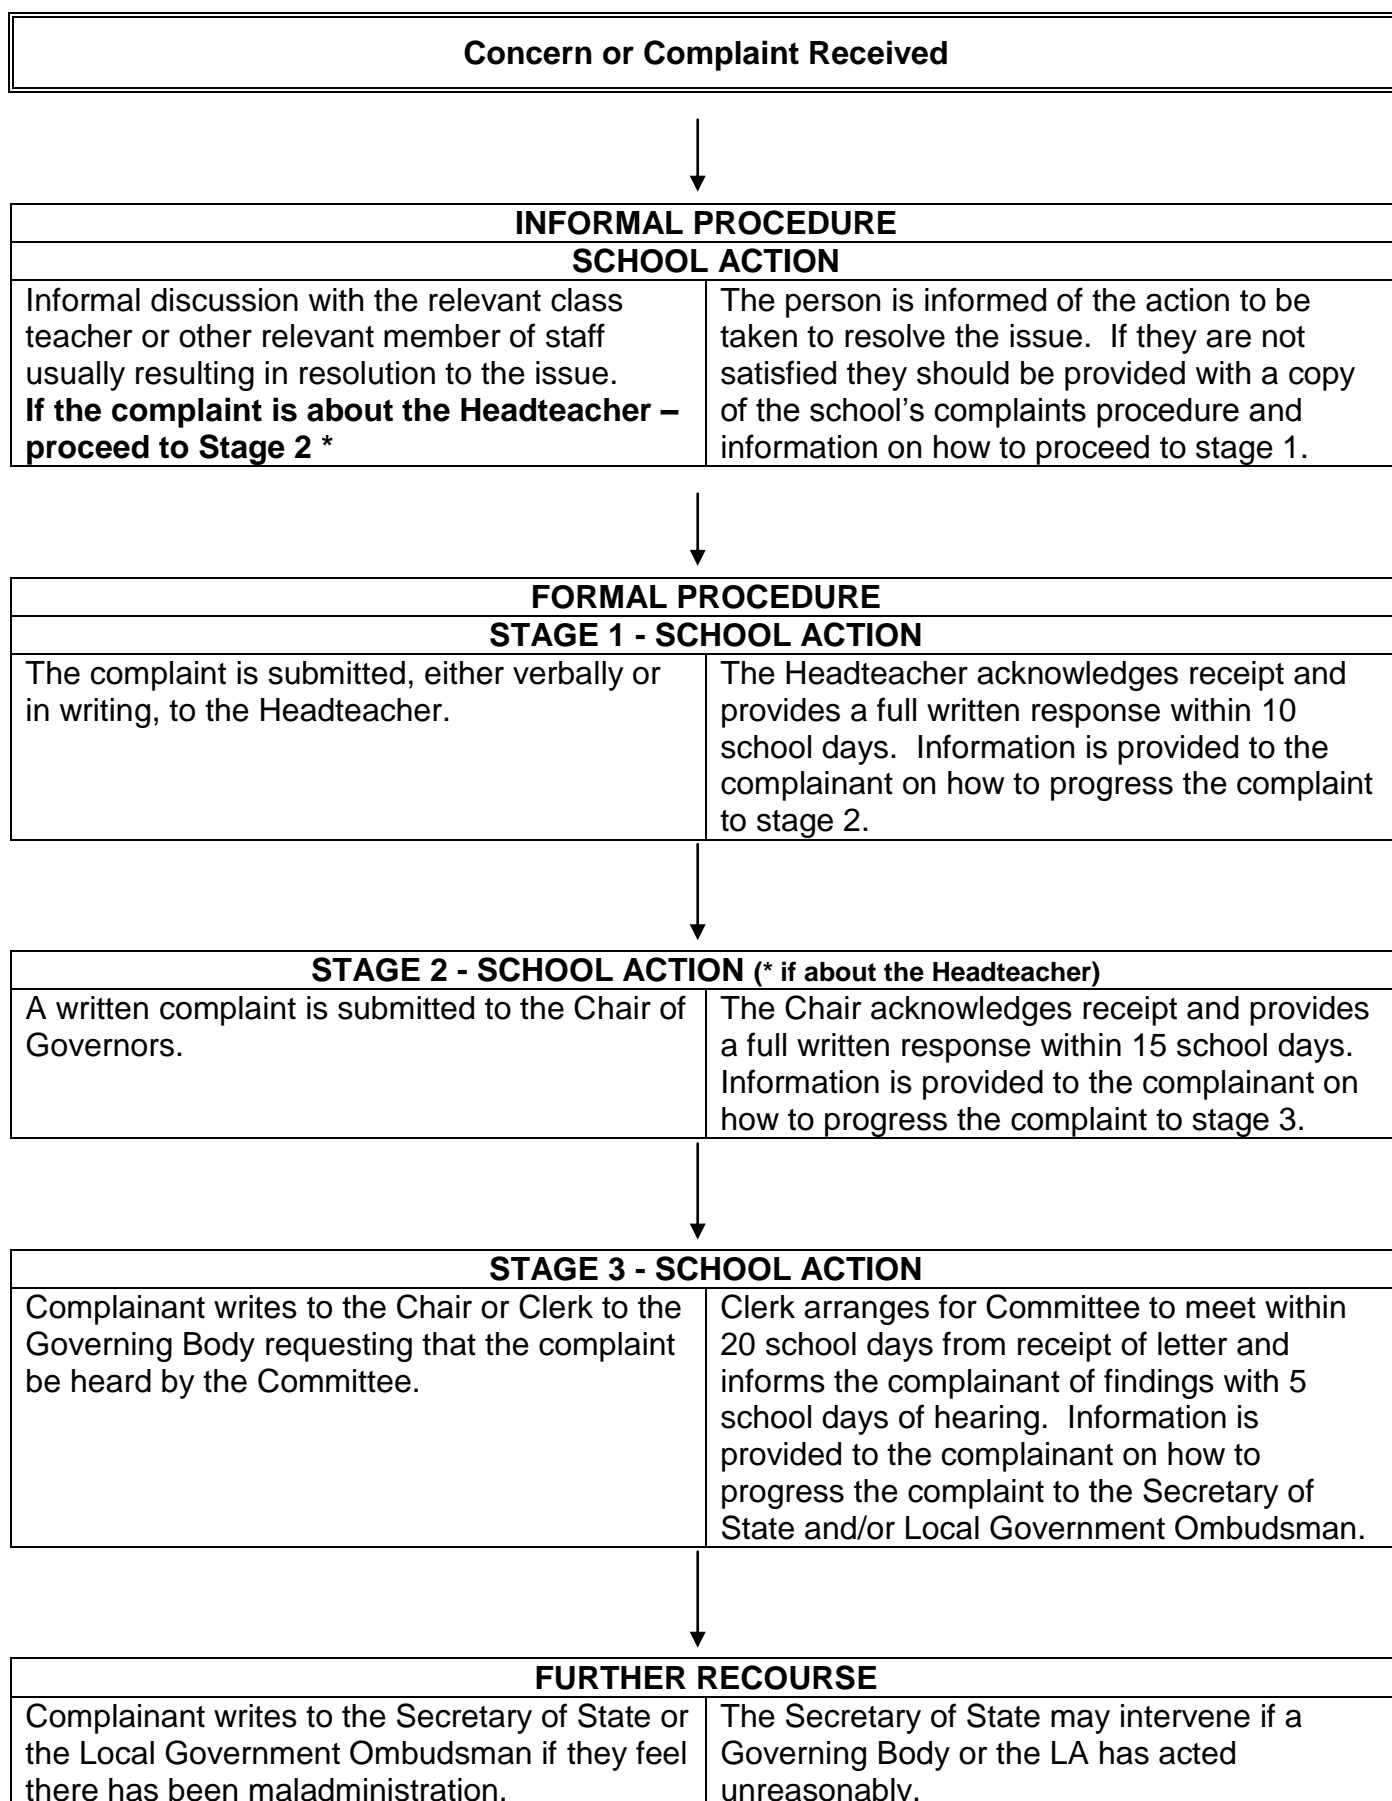 Concern or Complaint Received
INFORMAL PROCEDURE
SCHOOL ACTION
Informal discussion with the relevant class
teacher or other relevant member of staff
usually resulting in resolution to the issue.
If the complaint is about the Headteacher –
proceed to Stage 2 *
The person is informed of the action to be
taken to resolve the issue.  If they are not
satisfied they should be provided with a copy
of the school’s complaints procedure and
information on how to proceed to stage 1.
FORMAL PROCEDURE
STAGE 1 - SCHOOL ACTION
The complaint is submitted, either verbally or
in writing, to the Headteacher.
The Headteacher acknowledges receipt and
provides a full written response within 10
school days.  Information is provided to the
complainant on how to progress the complaint
to stage 2.
STAGE 2 - SCHOOL ACTION (* if about the Headteacher)
A written complaint is submitted to the Chair of
Governors.
The Chair acknowledges receipt and provides
a full written response within 15 school days.
Information is provided to the complainant on
how to progress the complaint to stage 3.
STAGE 3 - SCHOOL ACTION
Complainant writes to the Chair or Clerk to the
Governing Body requesting that the complaint
be heard by the Committee.
Clerk arranges for Committee to meet within
20 school days from receipt of letter and
informs the complainant of findings with 5
school days of hearing.  Information is
provided to the complainant on how to
progress the complaint to the Secretary of
State and/or Local Government Ombudsman.
FURTHER RECOURSE
Complainant writes to the Secretary of State or
the Local Government Ombudsman if they feel
there has been maladministration.
The Secretary of State may intervene if a
Governing Body or the LA has acted
unreasonably.